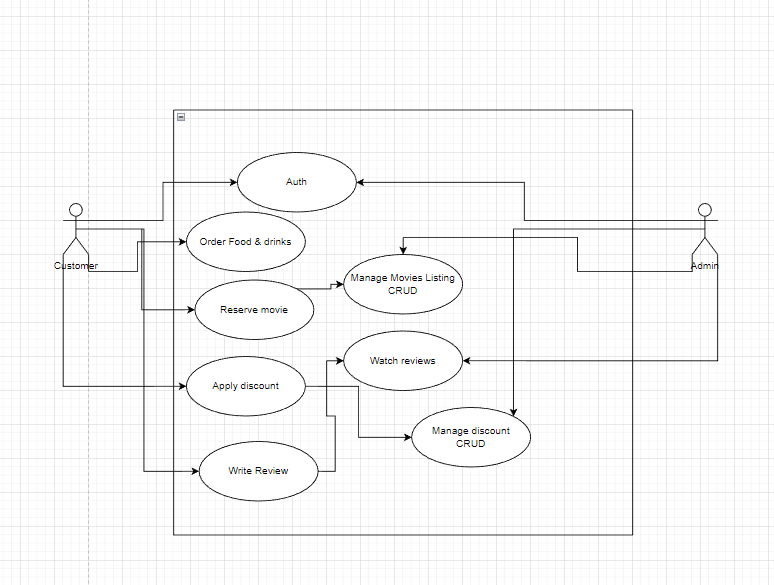 Auth
Customer
Order Food & drinks
Admin
Manage Movies Listing
CRUD
Reserve movie
Watch reviews
Apply discount
Manage discount
CRUD
Write Review